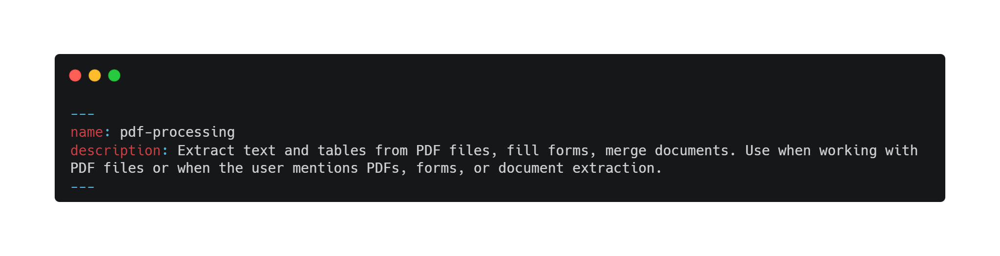 ---
name: pdf-processing
description: Extract text and tables from PDF files, fill forms, merge documents. Use when working with
PDF files or when the user mentions PDFs, forms, or document extraction.
---